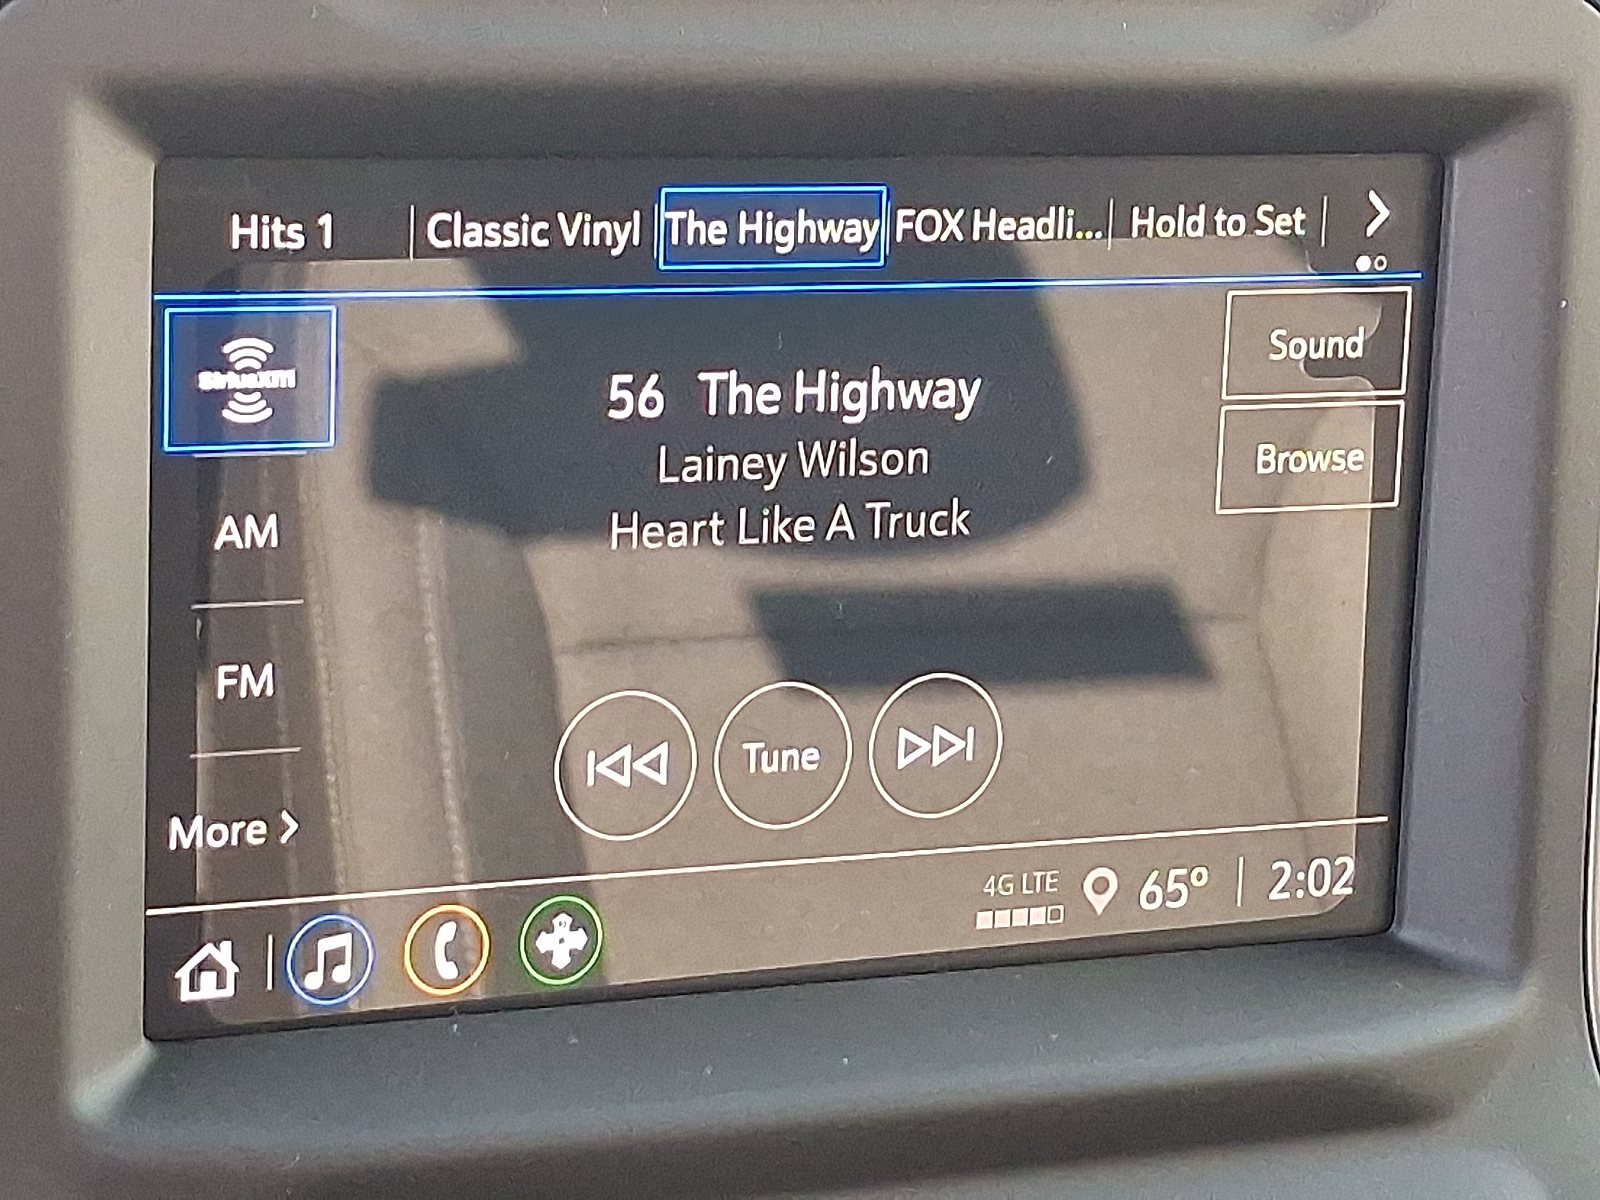 Hits 1 Classic Vinyl The Highway FOX Headli... Hold to Set
siriusxm
Sound
56 The Highway
Lainey Wilson
Browse
Heart Like A Truck
AM
FM
Tune
More
4G LTE 65° 2:02